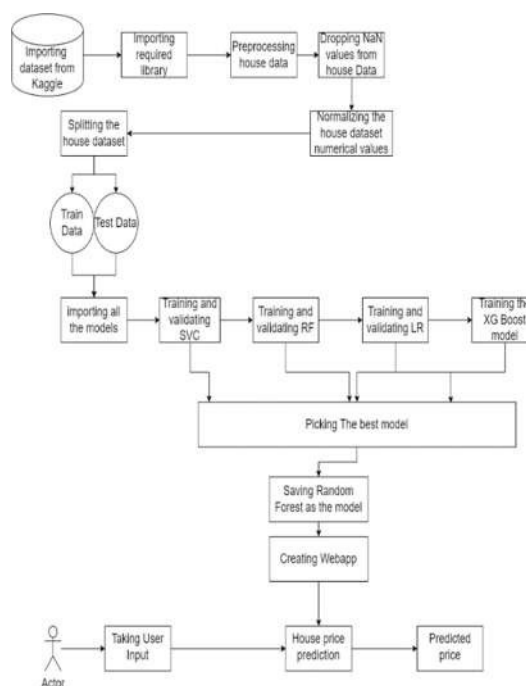 Importing
dataset from
Kaggle
Importing
required
library
Preprocessing
house data
Dropping NaN
values from
house Data
Splitting the
house dataset
Normalizing the
the house dataset
numerical values
Train
Data
Test Data
importing all
the models
Training and
validating SVC
Training and
validating RF
Training and
validating LR
Training the
XG Boost
model
Picking The best model
Saving Random
Forest as the model
Creating Webapp
Taking User
Input
House price
prediction
Predicted
price
Actor